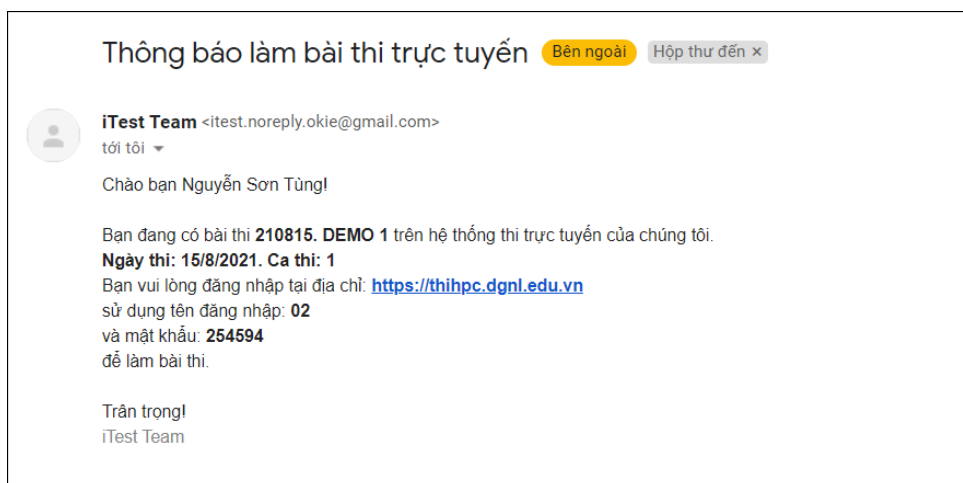 Thông báo làm bài thi trực tuyến Bên ngoài Hộp thư đến ×
iTest Team <itest.noreply.okie@gmail.com>
tới tôi
Chào bạn Nguyễn Sơn Tùng!
Bạn đang có bài thi 210815. DEMO 1 trên hệ thống thi trực tuyến của chúng tôi.
Ngày thi: 15/8/2021. Ca thi: 1
Bạn vui lòng đăng nhập tại địa chỉ: https://thihpc.dgnl.edu.vn
sử dụng tên đăng nhập: 02
và mật khẩu: 254594
để làm bài thi.
Trân trọng!
iTest Team